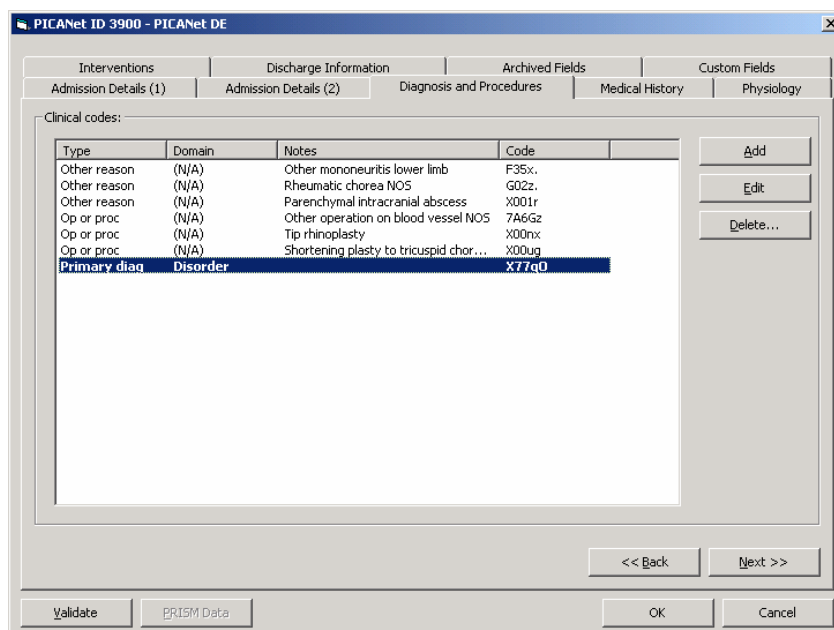 PICANet ID 3900 - PICANet DE
Interventions Discharge Information Archived Fields Custom Fields
Admission Details (1) Admission Details (2) Diagnosis and Procedures Medical History Physiology
Clinical codes:
Type Domain Notes Code
Other reason (N/A) Other mononeuritis lower limb F35x.
Other reason (N/A) Rheumatic chorea NOS G02z.
Other reason (N/A) Parenchymal intracranial abscess X001r
Op or proc (N/A) Other operation on blood vessel NOS 7A6Gz
Op or proc (N/A) Tip rhinoplasty X00nx
Op or proc (N/A) Shortening plasty to tricuspid chor... X00ug
Primary diag Disorder X77q0
Add
Edit
Delete...
<< Back Next >>
Validate PRISM Data OK Cancel